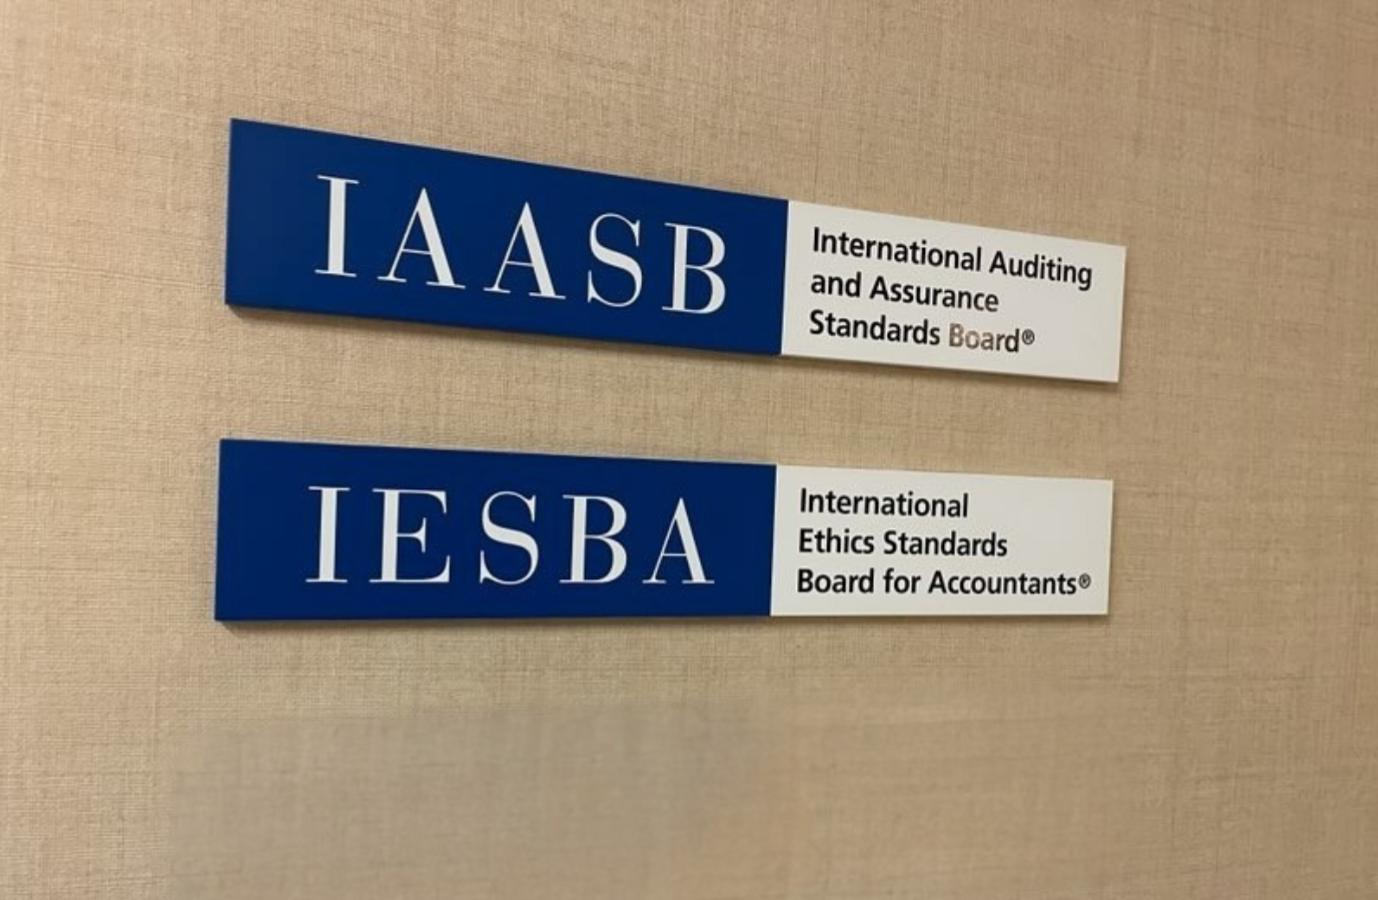 IAASB
International Auditing
and Assurance
Standards Board®
IESBA
International
Ethics Standards
Board for Accountants®